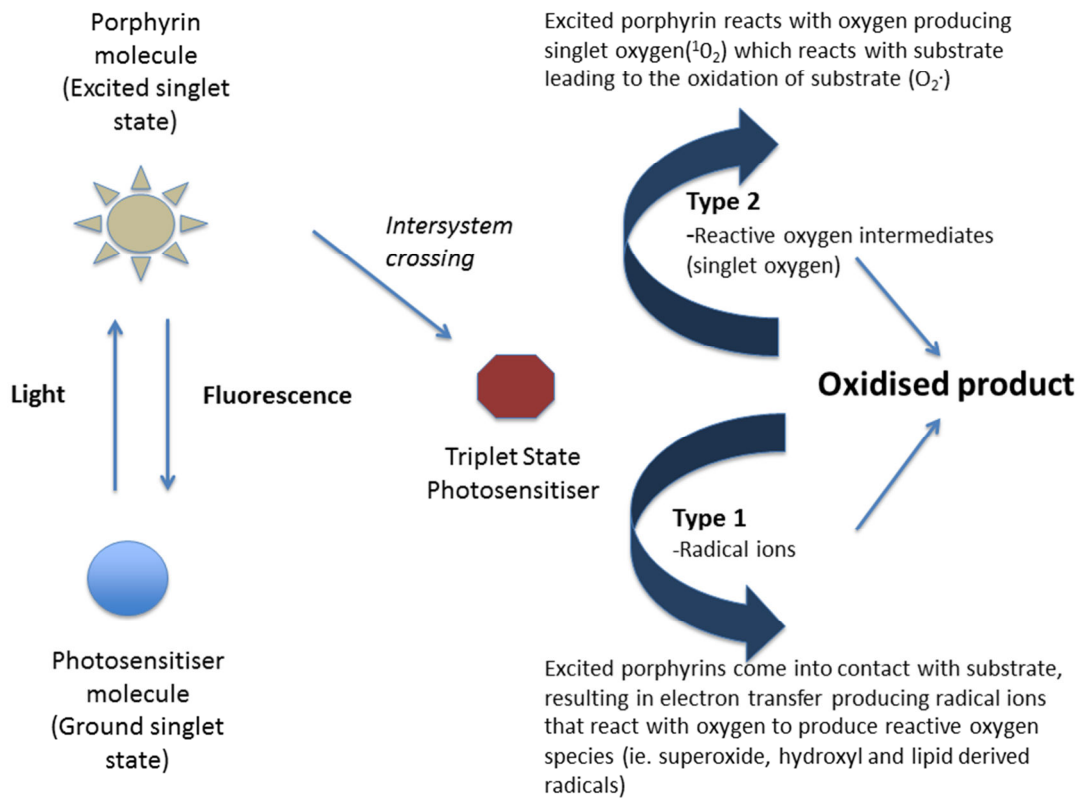 Porphyrin
molecule
(Excited singlet
state)
Excited porphyrin reacts with oxygen producing
singlet oxygen(¹0₂) which reacts with substrate
leading to the oxidation of substrate (O₂·)
Intersystem
crossing
Type 2
-Reactive oxygen intermediates
(singlet oxygen)
Light
Fluorescence
Oxidised product
Triplet State
Photosensitiser
Type 1
-Radical ions
Photosensitiser
molecule
(Ground singlet
state)
Excited porphyrins come into contact with substrate,
resulting in electron transfer producing radical ions
that react with oxygen to produce reactive oxygen
species (ie. superoxide, hydroxyl and lipid derived
radicals)